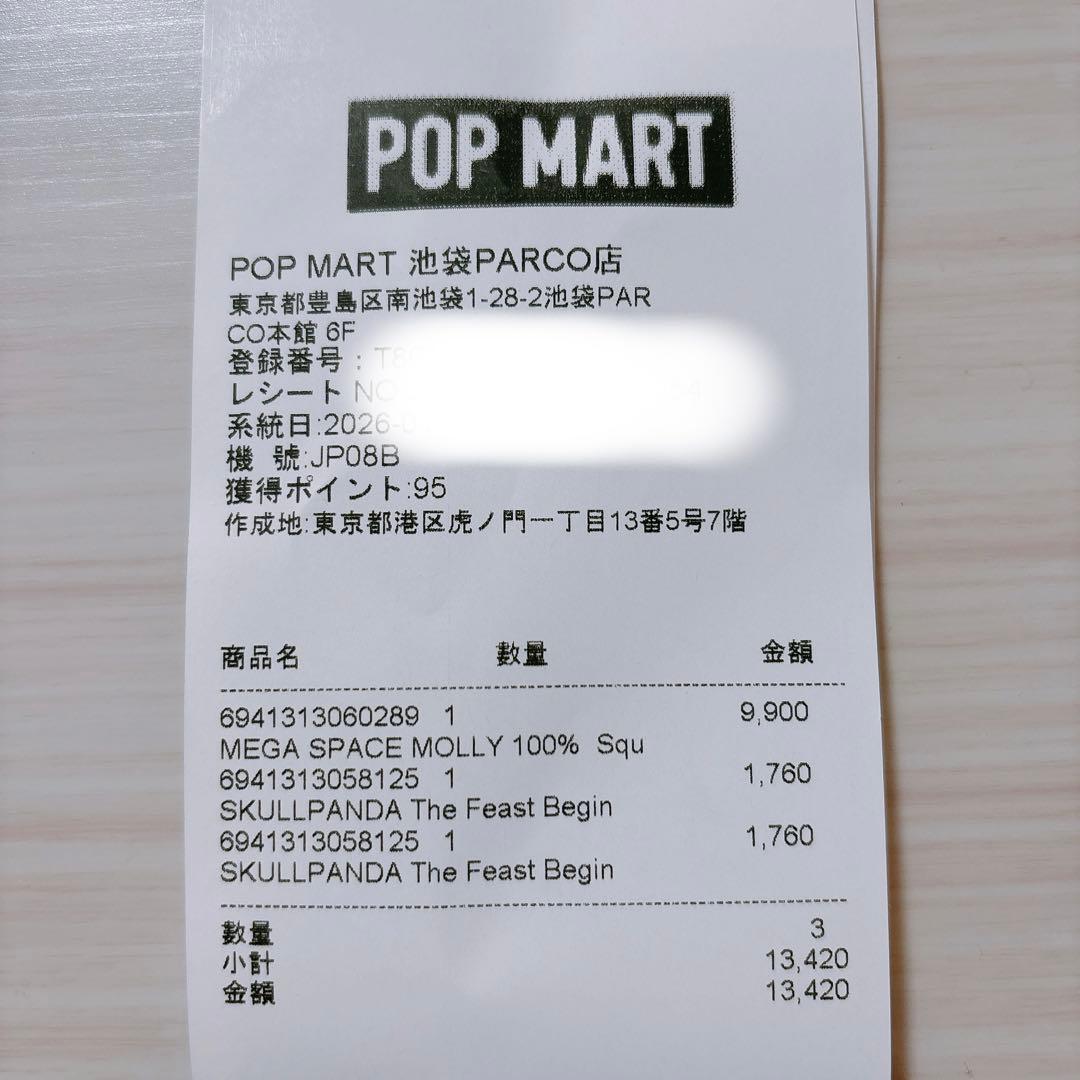 POP MART
POP MART 池袋PARCO店
東京都豊島区南池袋1-28-2池袋PAR
CO本館 6F
登録番号：
レシート NO
系統日:2026-
機 號:JP08B
獲得ポイント:95
作成地:東京都港区虎ノ門一丁目13番5号7階
商品名 數量 金額
6941313060289 1 9,900
MEGA SPACE MOLLY 100% Squ
6941313058125 1 1,760
SKULLPANDA The Feast Begin
6941313058125 1 1,760
SKULLPANDA The Feast Begin
數量 3
小計 13,420
金額 13,420